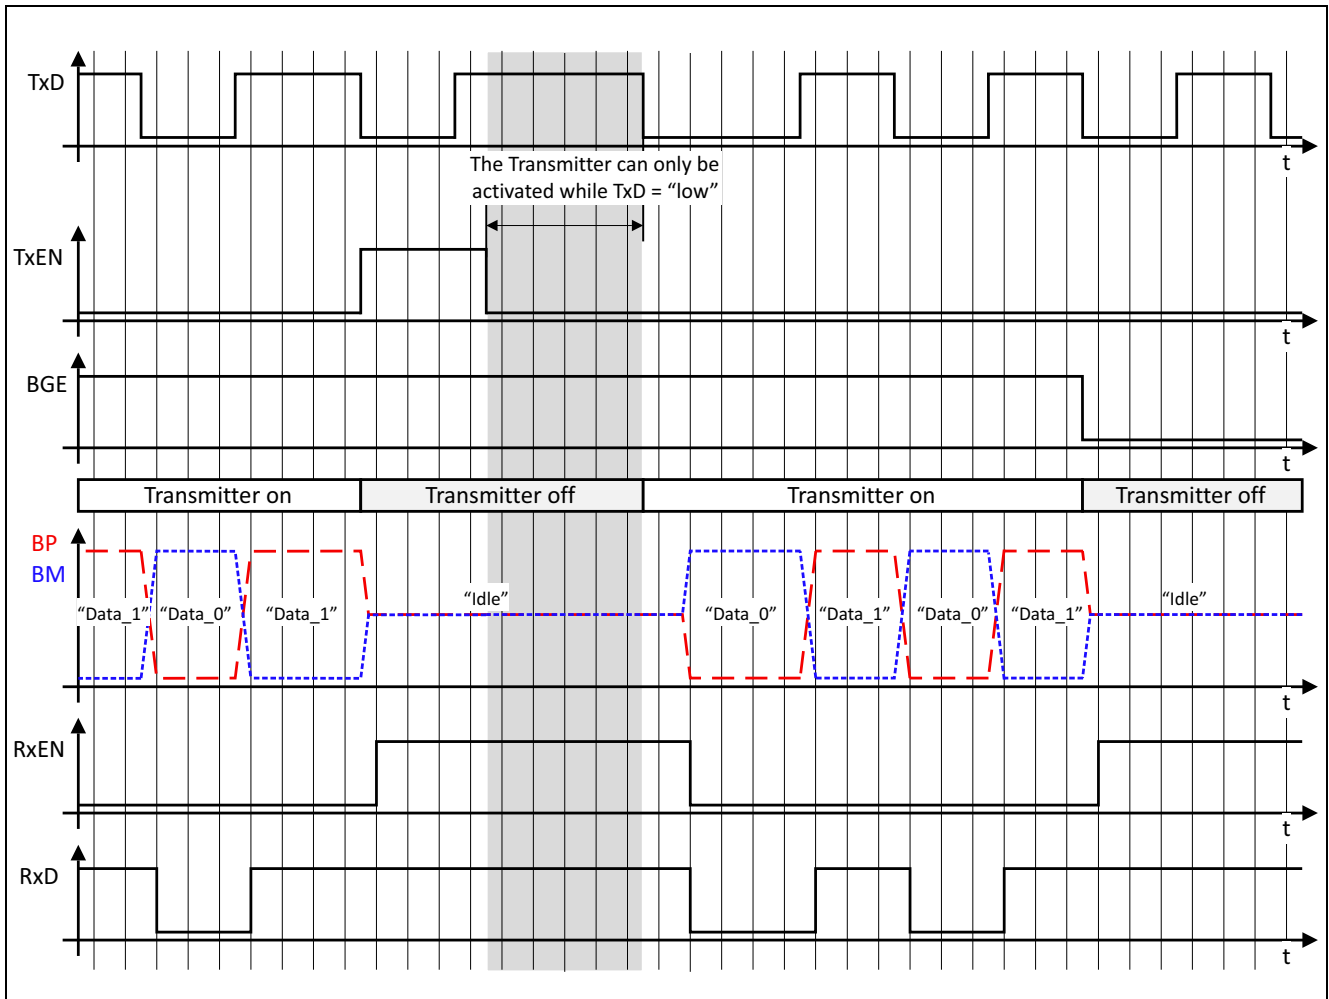 TxD
t
The Transmitter can only be
activated while TxD = “low”
TxEN
t
BGE
t
Transmitter on
Transmitter off
Transmitter on
Transmitter off
BP
BM
“Data_1”
“Data_0”
“Data_1”
“Idle”
“Data_0”
“Data_1”
“Data_0”
“Data_1”
“Idle”
t
RxEN
t
RxD
t